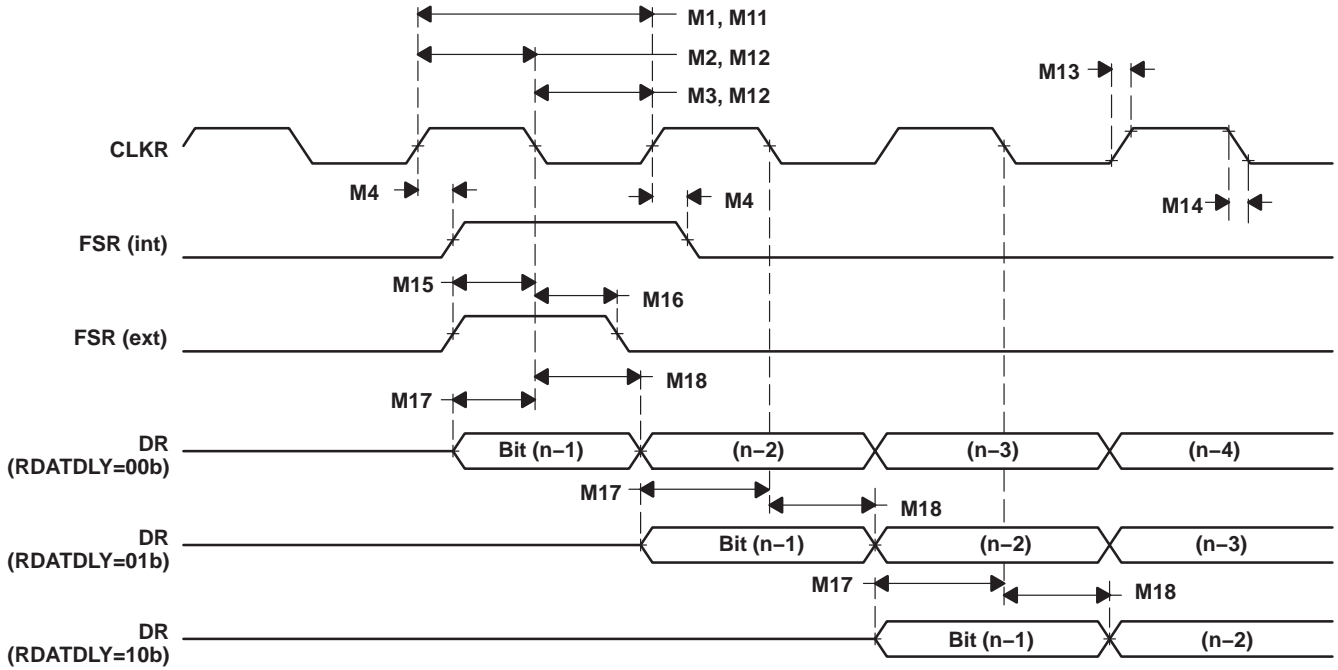 M1, M11
M2, M12
M13
M3, M12
CLKR
M4
M4
M14
FSR (int)
M15
M16
FSR (ext)
M18
M17
DR
(RDATDLY=00b)
Bit (n−1)
(n−2)
(n−3)
(n−4)
M17
M18
DR
(RDATDLY=01b)
Bit (n−1)
(n−2)
(n−3)
M17
M18
DR
(RDATDLY=10b)
Bit (n−1)
(n−2)